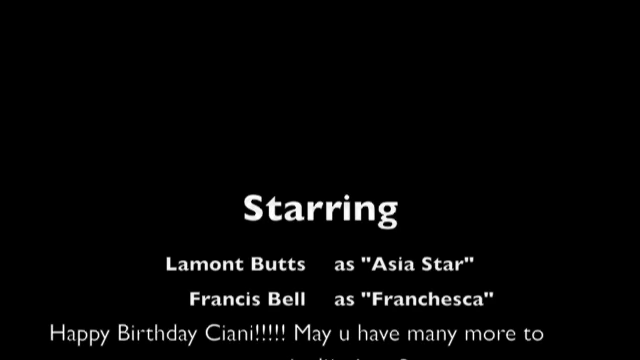 Starring
Lamont Butts as "Asia Star"
Francis Bell as "Franchesca"
Happy Birthday Ciani!!!!! May u have many more to